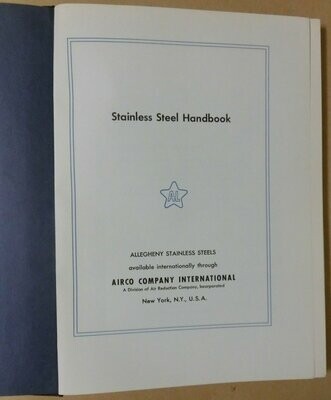 Stainless Steel Handbook
AL
ALLEGHENY STAINLESS STEELS
available internationally through
AIRCO COMPANY INTERNATIONAL
A Division of Air Reduction Company, Incorporated
New York, N.Y., U.S.A.